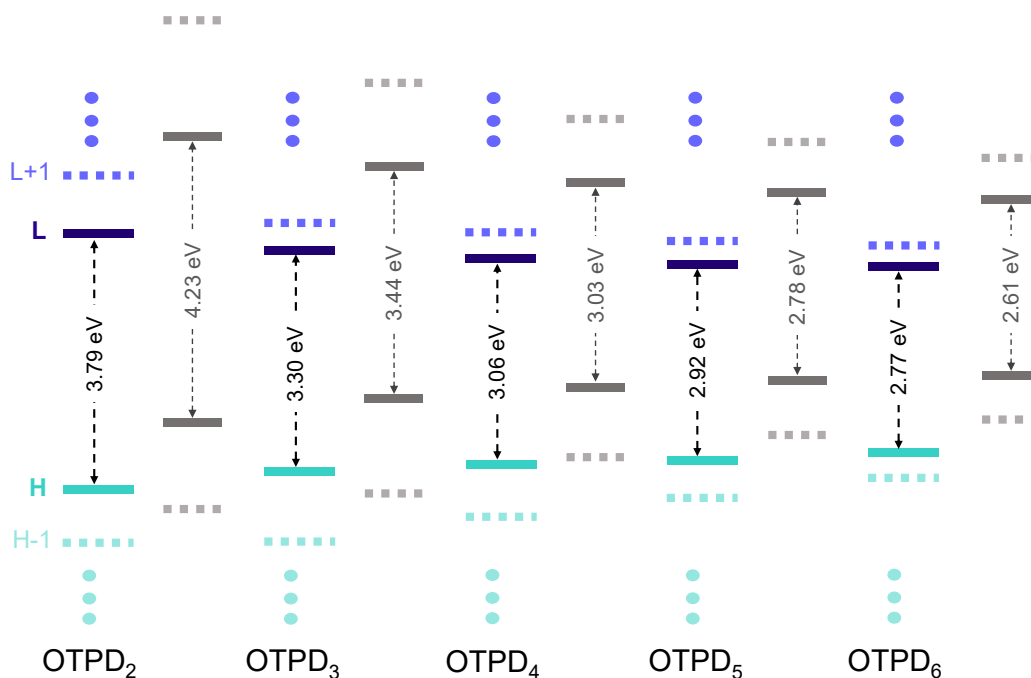 L+1
L
H
H-1
3.79 eV
4.23 eV
3.30 eV
3.44 eV
3.06 eV
3.03 eV
2.92 eV
2.78 eV
2.77 eV
2.61 eV
OTPD₂
OTPD₃
OTPD₄
OTPD₅
OTPD₆